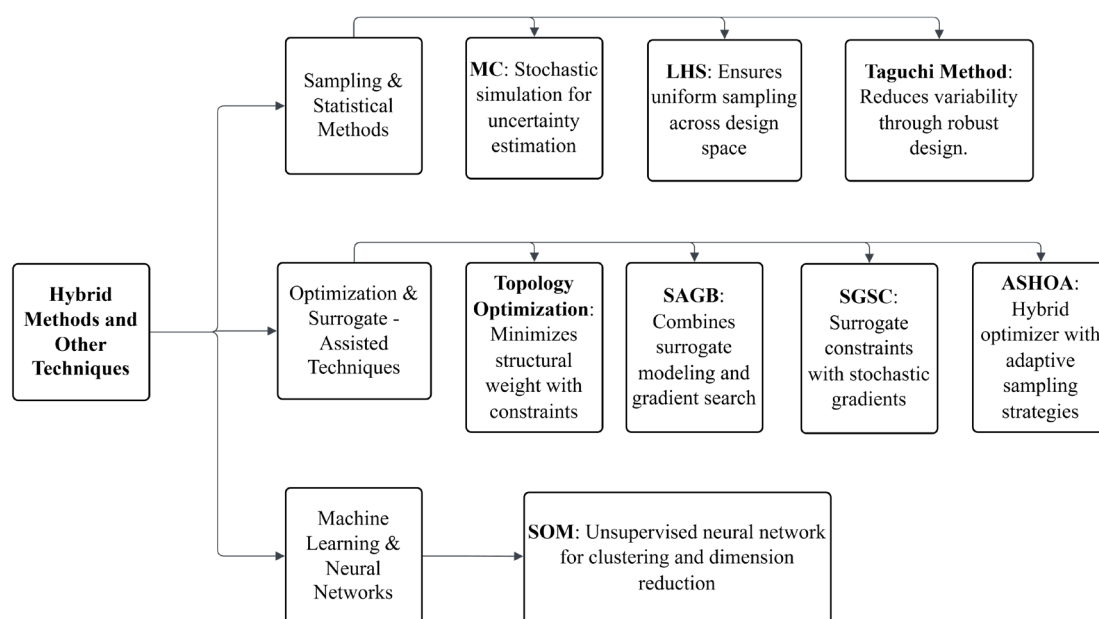 Sampling &
Statistical
Methods
MC: Stochastic
simulation for
uncertainty
estimation
LHS: Ensures
uniform sampling
across design
space
Taguchi Method:
Reduces variability
through robust
design.
Hybrid
Methods and
Other
Techniques
Optimization &
Surrogate -
Assisted
Techniques
Topology
Optimization:
Minimizes
structural
weight with
constraints
SAGB:
Combines
surrogate
modeling and
gradient search
SGSC:
Surrogate
constraints
with stochastic
gradients
ASHOA:
Hybrid
optimizer with
adaptive
sampling
strategies
Machine
Learning &
Neural
Networks
SOM: Unsupervised neural network
for clustering and dimension
reduction